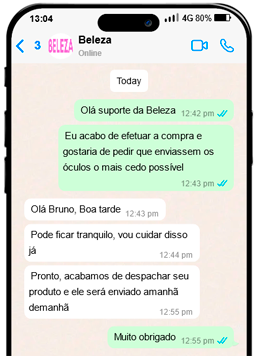 13:04
4G 80%
3
BELEZA
Beleza
Online
Today
Olá suporte da Beleza 12:42 pm
Eu acabo de efetuar a compra e
gostaria de pedir que enviassem os
óculos o mais cedo possível
12:43 pm
Olá Bruno, Boa tarde 12:43 pm
Pode ficar tranquilo, vou cuidar disso
já
12:44 pm
Pronto, acabamos de despachar seu
produto e ele será enviado amanhã
demanhã
12:55 pm
Muito obrigado 12:55 pm